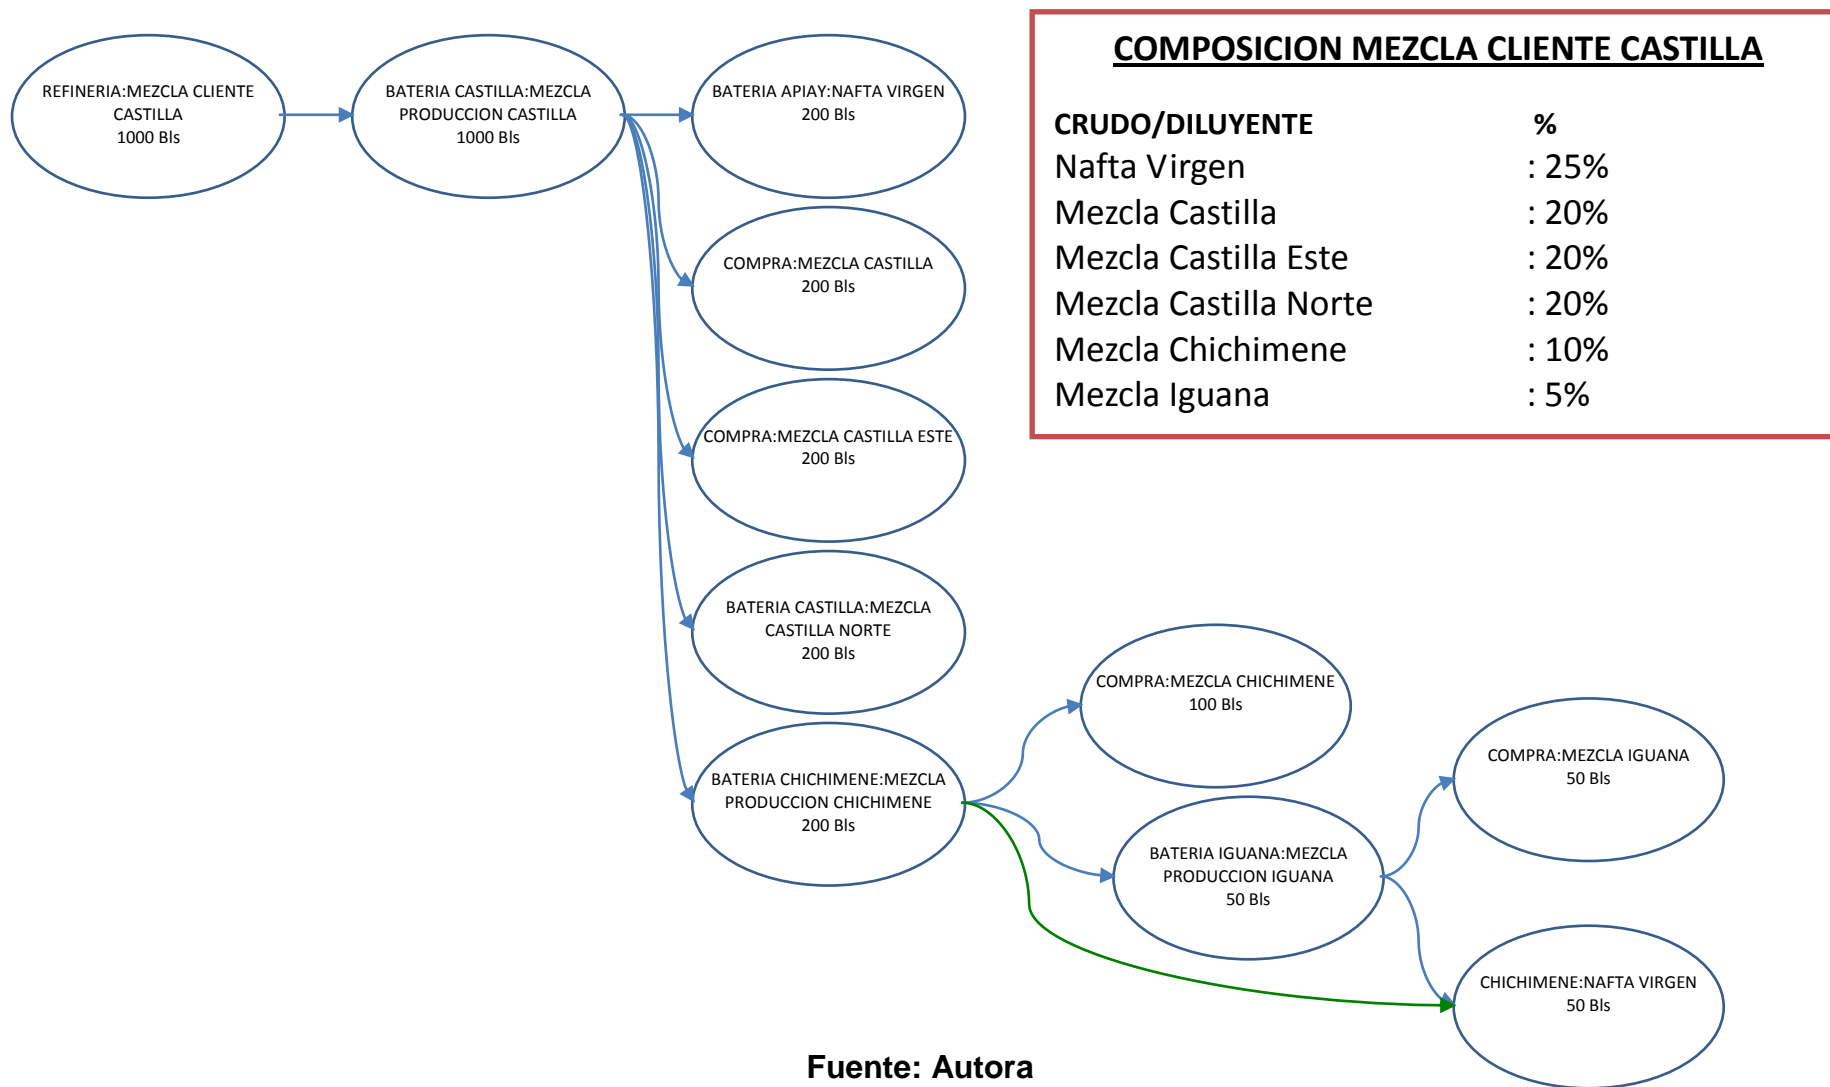 REFINERIA:MEZCLA CLIENTE
CASTILLA
1000 Bls
BATERIA CASTILLA:MEZCLA
PRODUCCION CASTILLA
1000 Bls
BATERIA APIAY:NAFTA VIRGEN
200 Bls
COMPRA:MEZCLA CASTILLA
200 Bls
COMPRA:MEZCLA CASTILLA ESTE
200 Bls
BATERIA CASTILLA:MEZCLA
CASTILLA NORTE
200 Bls
BATERIA CHICHIMENE:MEZCLA
PRODUCCION CHICHIMENE
200 Bls
COMPRA:MEZCLA CHICHIMENE
100 Bls
BATERIA IGUANA:MEZCLA
PRODUCCION IGUANA
50 Bls
COMPRA:MEZCLA IGUANA
50 Bls
CHICHIMENE:NAFTA VIRGEN
50 Bls
COMPOSICION MEZCLA CLIENTE CASTILLA
CRUDO/DILUYENTE %
Nafta Virgen : 25%
Mezcla Castilla : 20%
Mezcla Castilla Este : 20%
Mezcla Castilla Norte : 20%
Mezcla Chichimene : 10%
Mezcla Iguana : 5%
Fuente: Autora